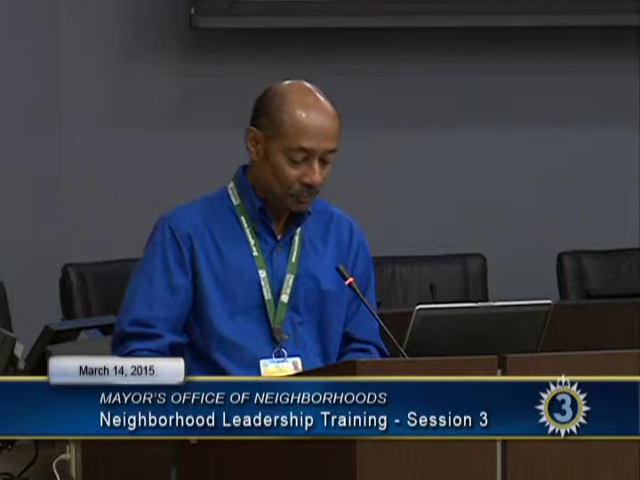 March 14, 2015
MAYOR'S OFFICE OF NEIGHBORHOODS
Neighborhood Leadership Training - Session 3
3